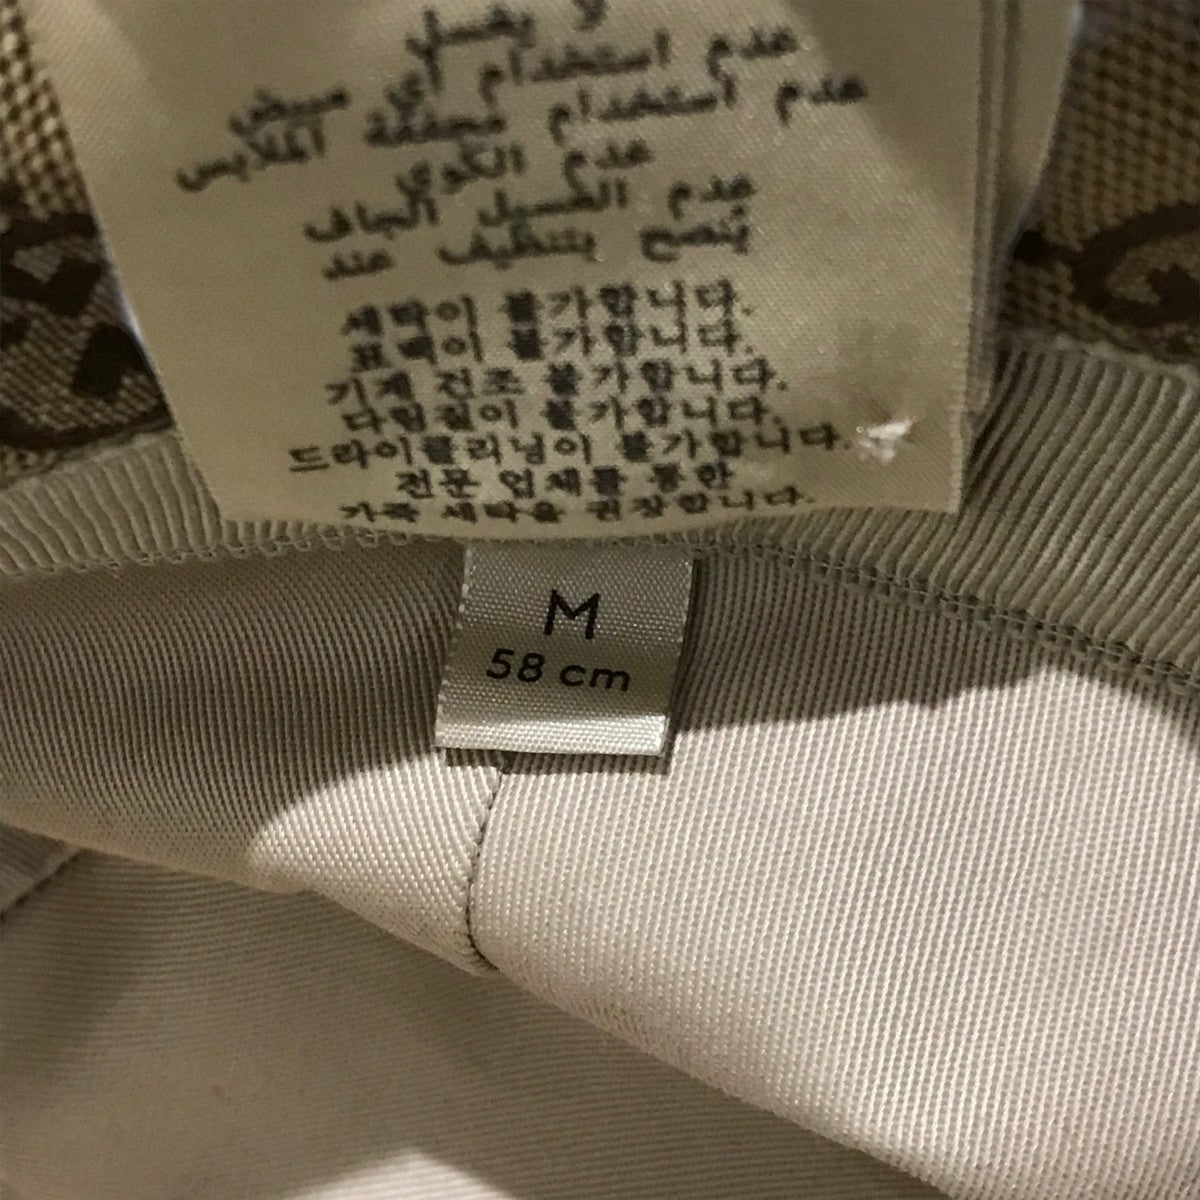 لا يغسل
عدم استخدام أي مبيض
عدم استخدام مجففة الملابس
عدم الكوي
عدم الغسيل الجاف
يُنصح بتنظيف عند
세탁이 불가합니다.
표백이 불가합니다.
기계 건조 불가합니다.
다림질이 불가합니다.
드라이클리닝이 불가합니다.
전문 업체를 통한
가죽 세탁을 권장합니다.
M
58 cm